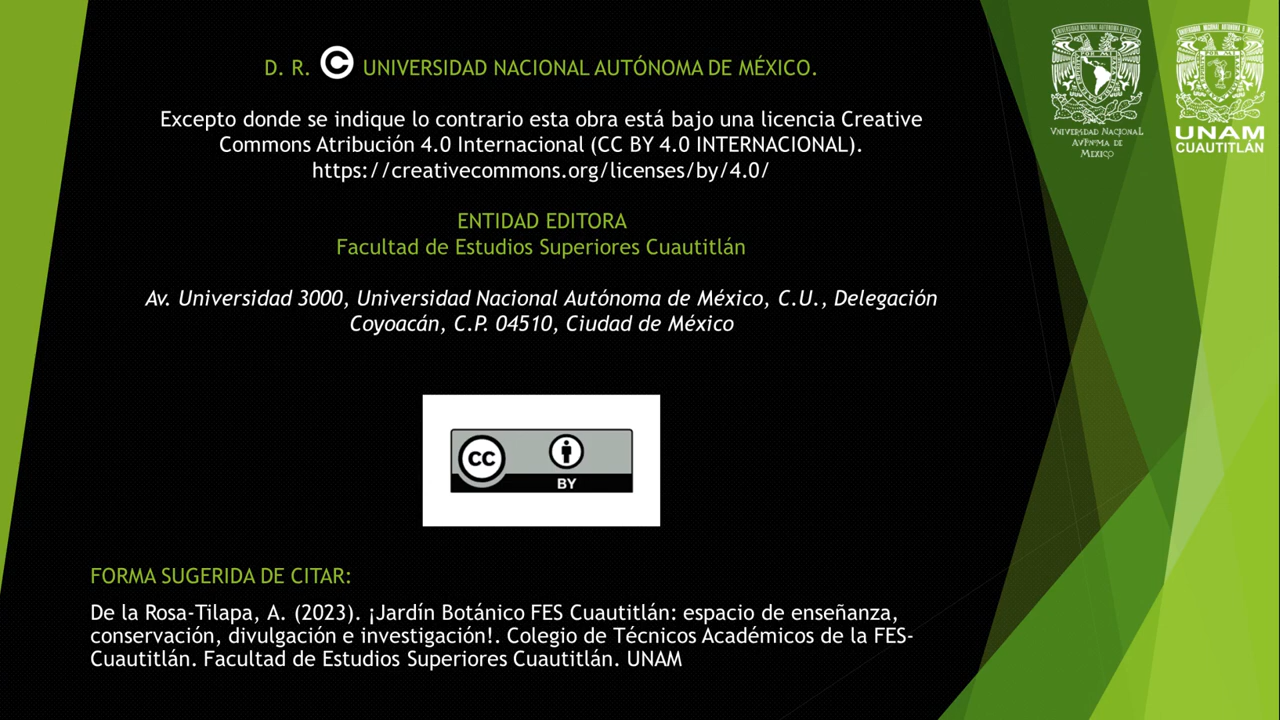 D. R. © UNIVERSIDAD NACIONAL AUTÓNOMA DE MÉXICO.
Excepto donde se indique lo contrario esta obra está bajo una licencia Creative
Commons Atribución 4.0 Internacional (CC BY 4.0 INTERNACIONAL).
https://creativecommons.org/licenses/by/4.0/
ENTIDAD EDITORA
Facultad de Estudios Superiores Cuautitlán
Av. Universidad 3000, Universidad Nacional Autónoma de México, C.U., Delegación
Coyoacán, C.P. 04510, Ciudad de México
CC
BY
FORMA SUGERIDA DE CITAR:
De la Rosa-Tilapa, A. (2023). ¡Jardín Botánico FES Cuautitlán: espacio de enseñanza,
conservación, divulgación e investigación!. Colegio de Técnicos Académicos de la FES-
Cuautitlán. Facultad de Estudios Superiores Cuautitlán. UNAM
VNIVERSIDAD NACIONAL
AVTNMA DE
MEXICO
UNAM
CUAUTITLÁN